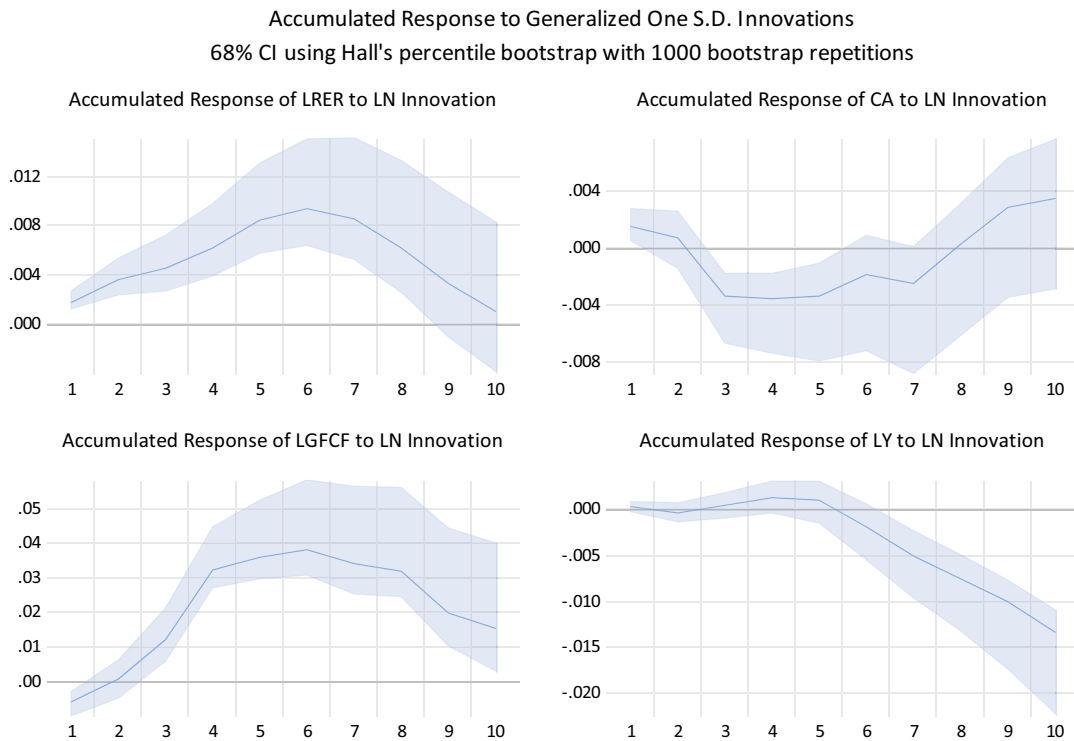 Accumulated Response to Generalized One S.D. Innovations
68% CI using Hall's percentile bootstrap with 1000 bootstrap repetitions
Accumulated Response of LRER to LN Innovation
.012
.008
.004
.000
1 2 3 4 5 6 7 8 9 10
Accumulated Response of CA to LN Innovation
.004
.000
-.004
-.008
1 2 3 4 5 6 7 8 9 10
Accumulated Response of LGFCF to LN Innovation
.05
.04
.03
.02
.01
.00
1 2 3 4 5 6 7 8 9 10
Accumulated Response of LY to LN Innovation
.000
-.005
-.010
-.015
-.020
1 2 3 4 5 6 7 8 9 10